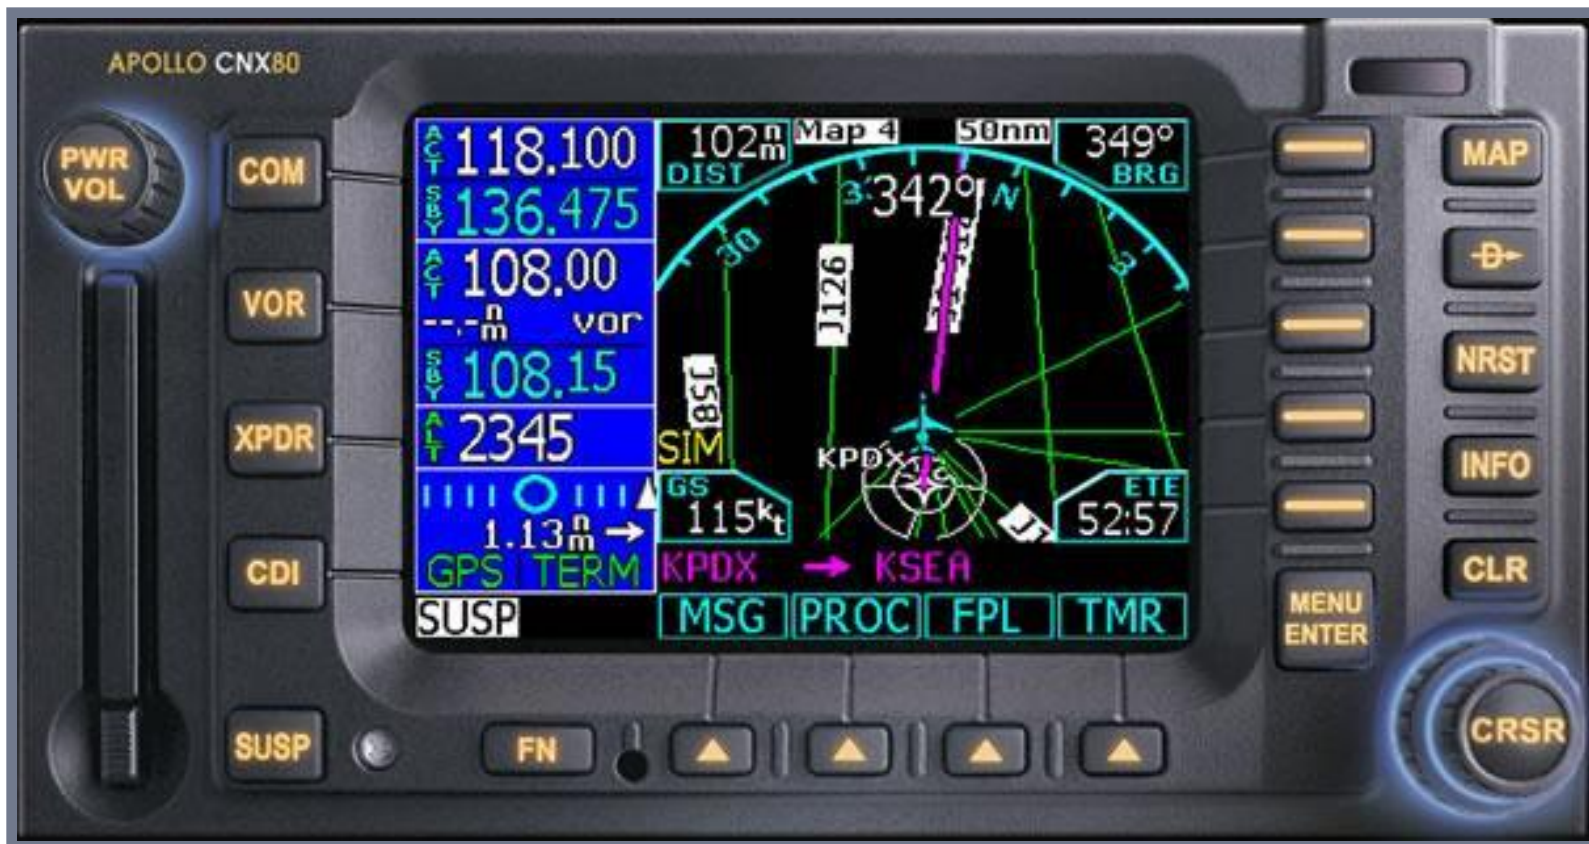 APOLLO CNX80
PWR
VOL
COM
VOR
XPDR
CDI
SUSP
ACT 118.100
SBY 136.475
ACT 108.00
--.-nm vor
SBY 108.15
ALT 2345
1.13nm →
GPS TERM
SUSP
102nm
DIST
Map 4
50nm
349°
BRG
342°
N
30
3
J126
J58
SIM
KPDX
GS
115kt
ETE
52:57
KPDX → KSEA
MSG PROC FPL TMR
FN
MAP
D
NRST
INFO
CLR
MENU
ENTER
CRSR